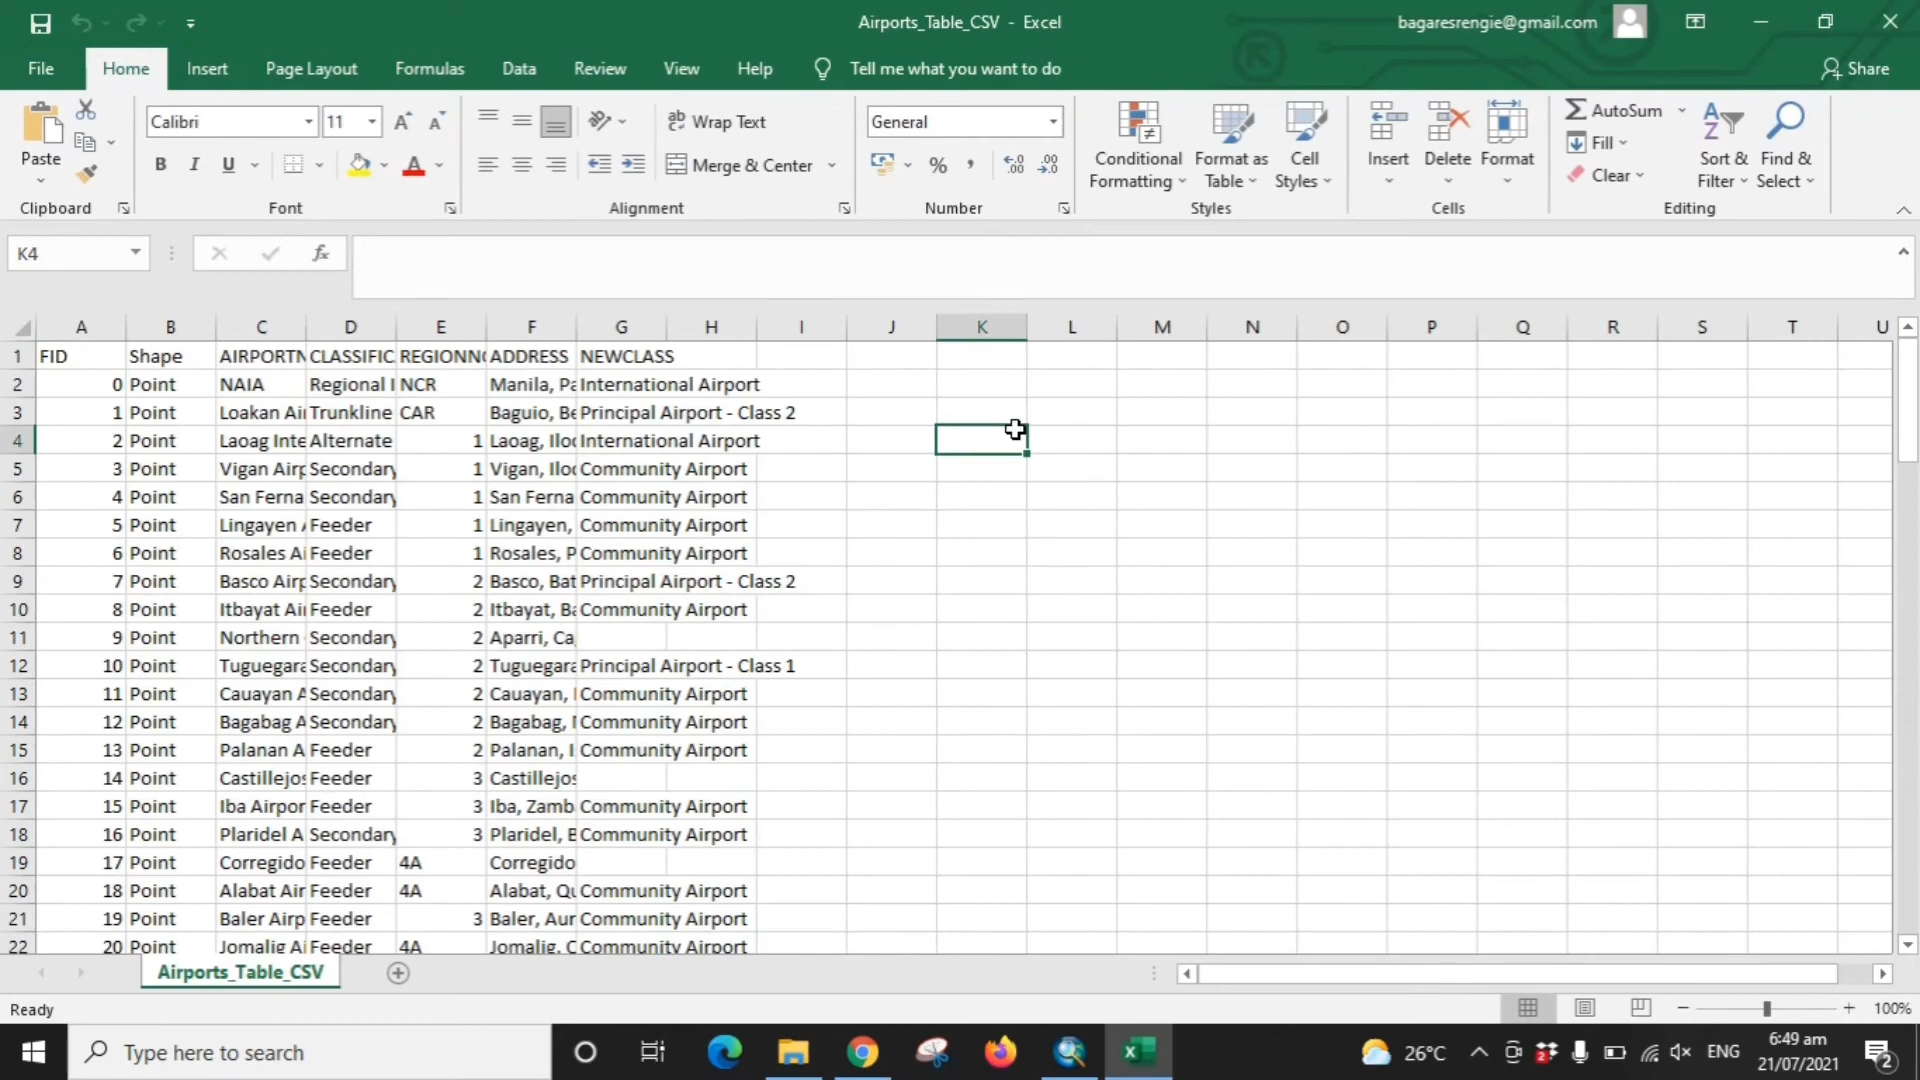 Airports_Table_CSV - Excel
bagaresrengie@gmail.com
File Home Insert Page Layout Formulas Data Review View Help Tell me what you want to do Share
Paste
Clipboard
Calibri 11
B I U
Font
Wrap Text
Merge & Center
Alignment
General
%
Number
Conditional Formatting
Format as Table
Cell Styles
Styles
Insert Delete Format
Cells
AutoSum
Fill
Clear
Sort & Filter
Find & Select
Editing
K4
fx
A B C D E F G H I J K L M N O P Q R S T U
1 FID Shape AIRPORTN CLASSIFIC REGIONNO ADDRESS NEWCLASS
2 0 Point NAIA Regional I NCR Manila, Pa International Airport
3 1 Point Loakan Air Trunkline CAR Baguio, Be Principal Airport - Class 2
4 2 Point Laoag Inte Alternate 1 Laoag, Iloc International Airport
5 3 Point Vigan Airp Secondary 1 Vigan, Iloc Community Airport
6 4 Point San Ferna Secondary 1 San Ferna Community Airport
7 5 Point Lingayen A Feeder 1 Lingayen, Community Airport
8 6 Point Rosales Ai Feeder 1 Rosales, P Community Airport
9 7 Point Basco Airp Secondary 2 Basco, Bat Principal Airport - Class 2
10 8 Point Itbayat Air Feeder 2 Itbayat, Ba Community Airport
11 9 Point Northern Secondary 2 Aparri, Ca
12 10 Point Tuguegara Secondary 2 Tuguegara Principal Airport - Class 1
13 11 Point Cauayan A Secondary 2 Cauayan, I Community Airport
14 12 Point Bagabag A Secondary 2 Bagabag, N Community Airport
15 13 Point Palanan A Feeder 2 Palanan, I Community Airport
16 14 Point Castillejos Feeder 3 Castillejos
17 15 Point Iba Airpor Feeder 3 Iba, Zamb Community Airport
18 16 Point Plaridel A Secondary 3 Plaridel, B Community Airport
19 17 Point Corregido Feeder 4A Corregido
20 18 Point Alabat Air Feeder 4A Alabat, Qu Community Airport
21 19 Point Baler Airp Feeder 3 Baler, Aur Community Airport
22 20 Point Jomalig Ai Feeder 4A Jomalig, Q Community Airport
Airports_Table_CSV
Ready
100%
Type here to search
26°C
ENG
6:49 am
21/07/2021
2